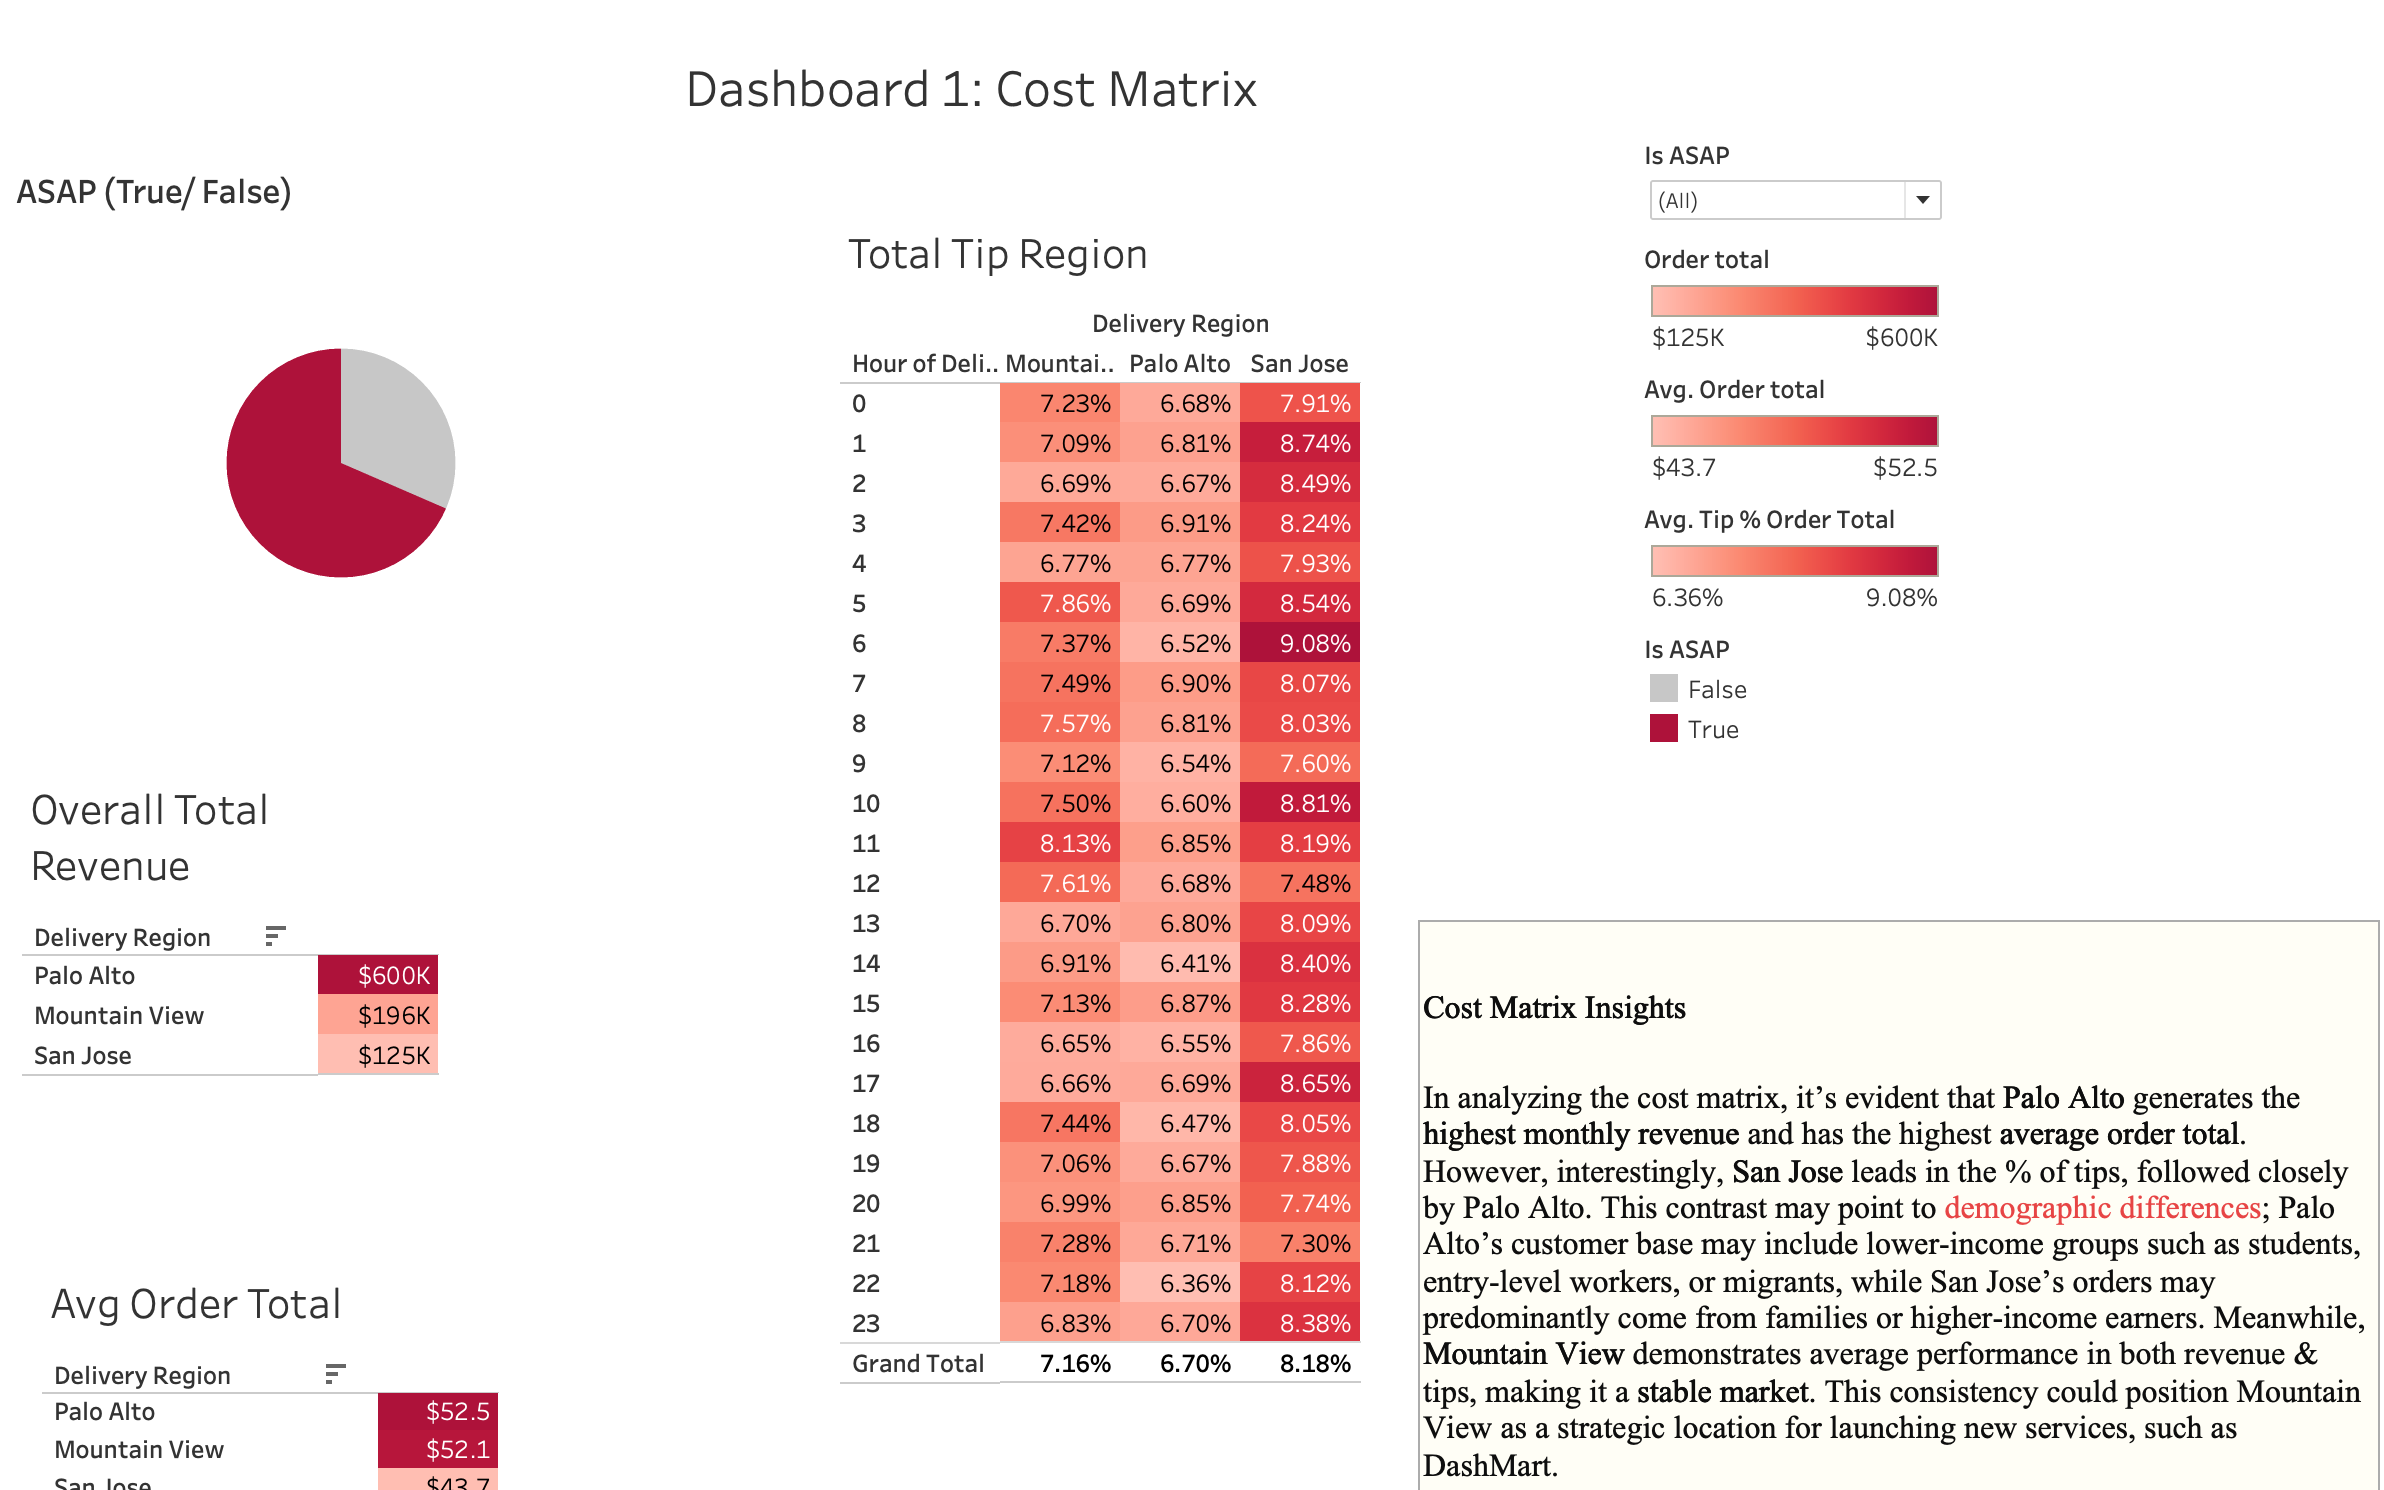 Dashboard 1: Cost Matrix
ASAP (True/ False)
Overall Total
Revenue
Delivery Region
Palo Alto $600K
Mountain View $196K
San Jose $125K
Avg Order Total
Delivery Region
Palo Alto $52.5
Mountain View $52.1
San Jose $43.7
Total Tip Region
Delivery Region
Hour of Deli.. Mountai.. Palo Alto San Jose
0 7.23% 6.68% 7.91%
1 7.09% 6.81% 8.74%
2 6.69% 6.67% 8.49%
3 7.42% 6.91% 8.24%
4 6.77% 6.77% 7.93%
5 7.86% 6.69% 8.54%
6 7.37% 6.52% 9.08%
7 7.49% 6.90% 8.07%
8 7.57% 6.81% 8.03%
9 7.12% 6.54% 7.60%
10 7.50% 6.60% 8.81%
11 8.13% 6.85% 8.19%
12 7.61% 6.68% 7.48%
13 6.70% 6.80% 8.09%
14 6.91% 6.41% 8.40%
15 7.13% 6.87% 8.28%
16 6.65% 6.55% 7.86%
17 6.66% 6.69% 8.65%
18 7.44% 6.47% 8.05%
19 7.06% 6.67% 7.88%
20 6.99% 6.85% 7.74%
21 7.28% 6.71% 7.30%
22 7.18% 6.36% 8.12%
23 6.83% 6.70% 8.38%
Grand Total 7.16% 6.70% 8.18%
Is ASAP
(All)
Order total
$125K $600K
Avg. Order total
$43.7 $52.5
Avg. Tip % Order Total
6.36% 9.08%
Is ASAP
False
True
Cost Matrix Insights
In analyzing the cost matrix, it’s evident that Palo Alto generates the
highest monthly revenue and has the highest average order total.
However, interestingly, San Jose leads in the % of tips, followed closely
by Palo Alto. This contrast may point to demographic differences; Palo
Alto’s customer base may include lower-income groups such as students,
entry-level workers, or migrants, while San Jose’s orders may
predominantly come from families or higher-income earners. Meanwhile,
Mountain View demonstrates average performance in both revenue &
tips, making it a stable market. This consistency could position Mountain
View as a strategic location for launching new services, such as
DashMart.